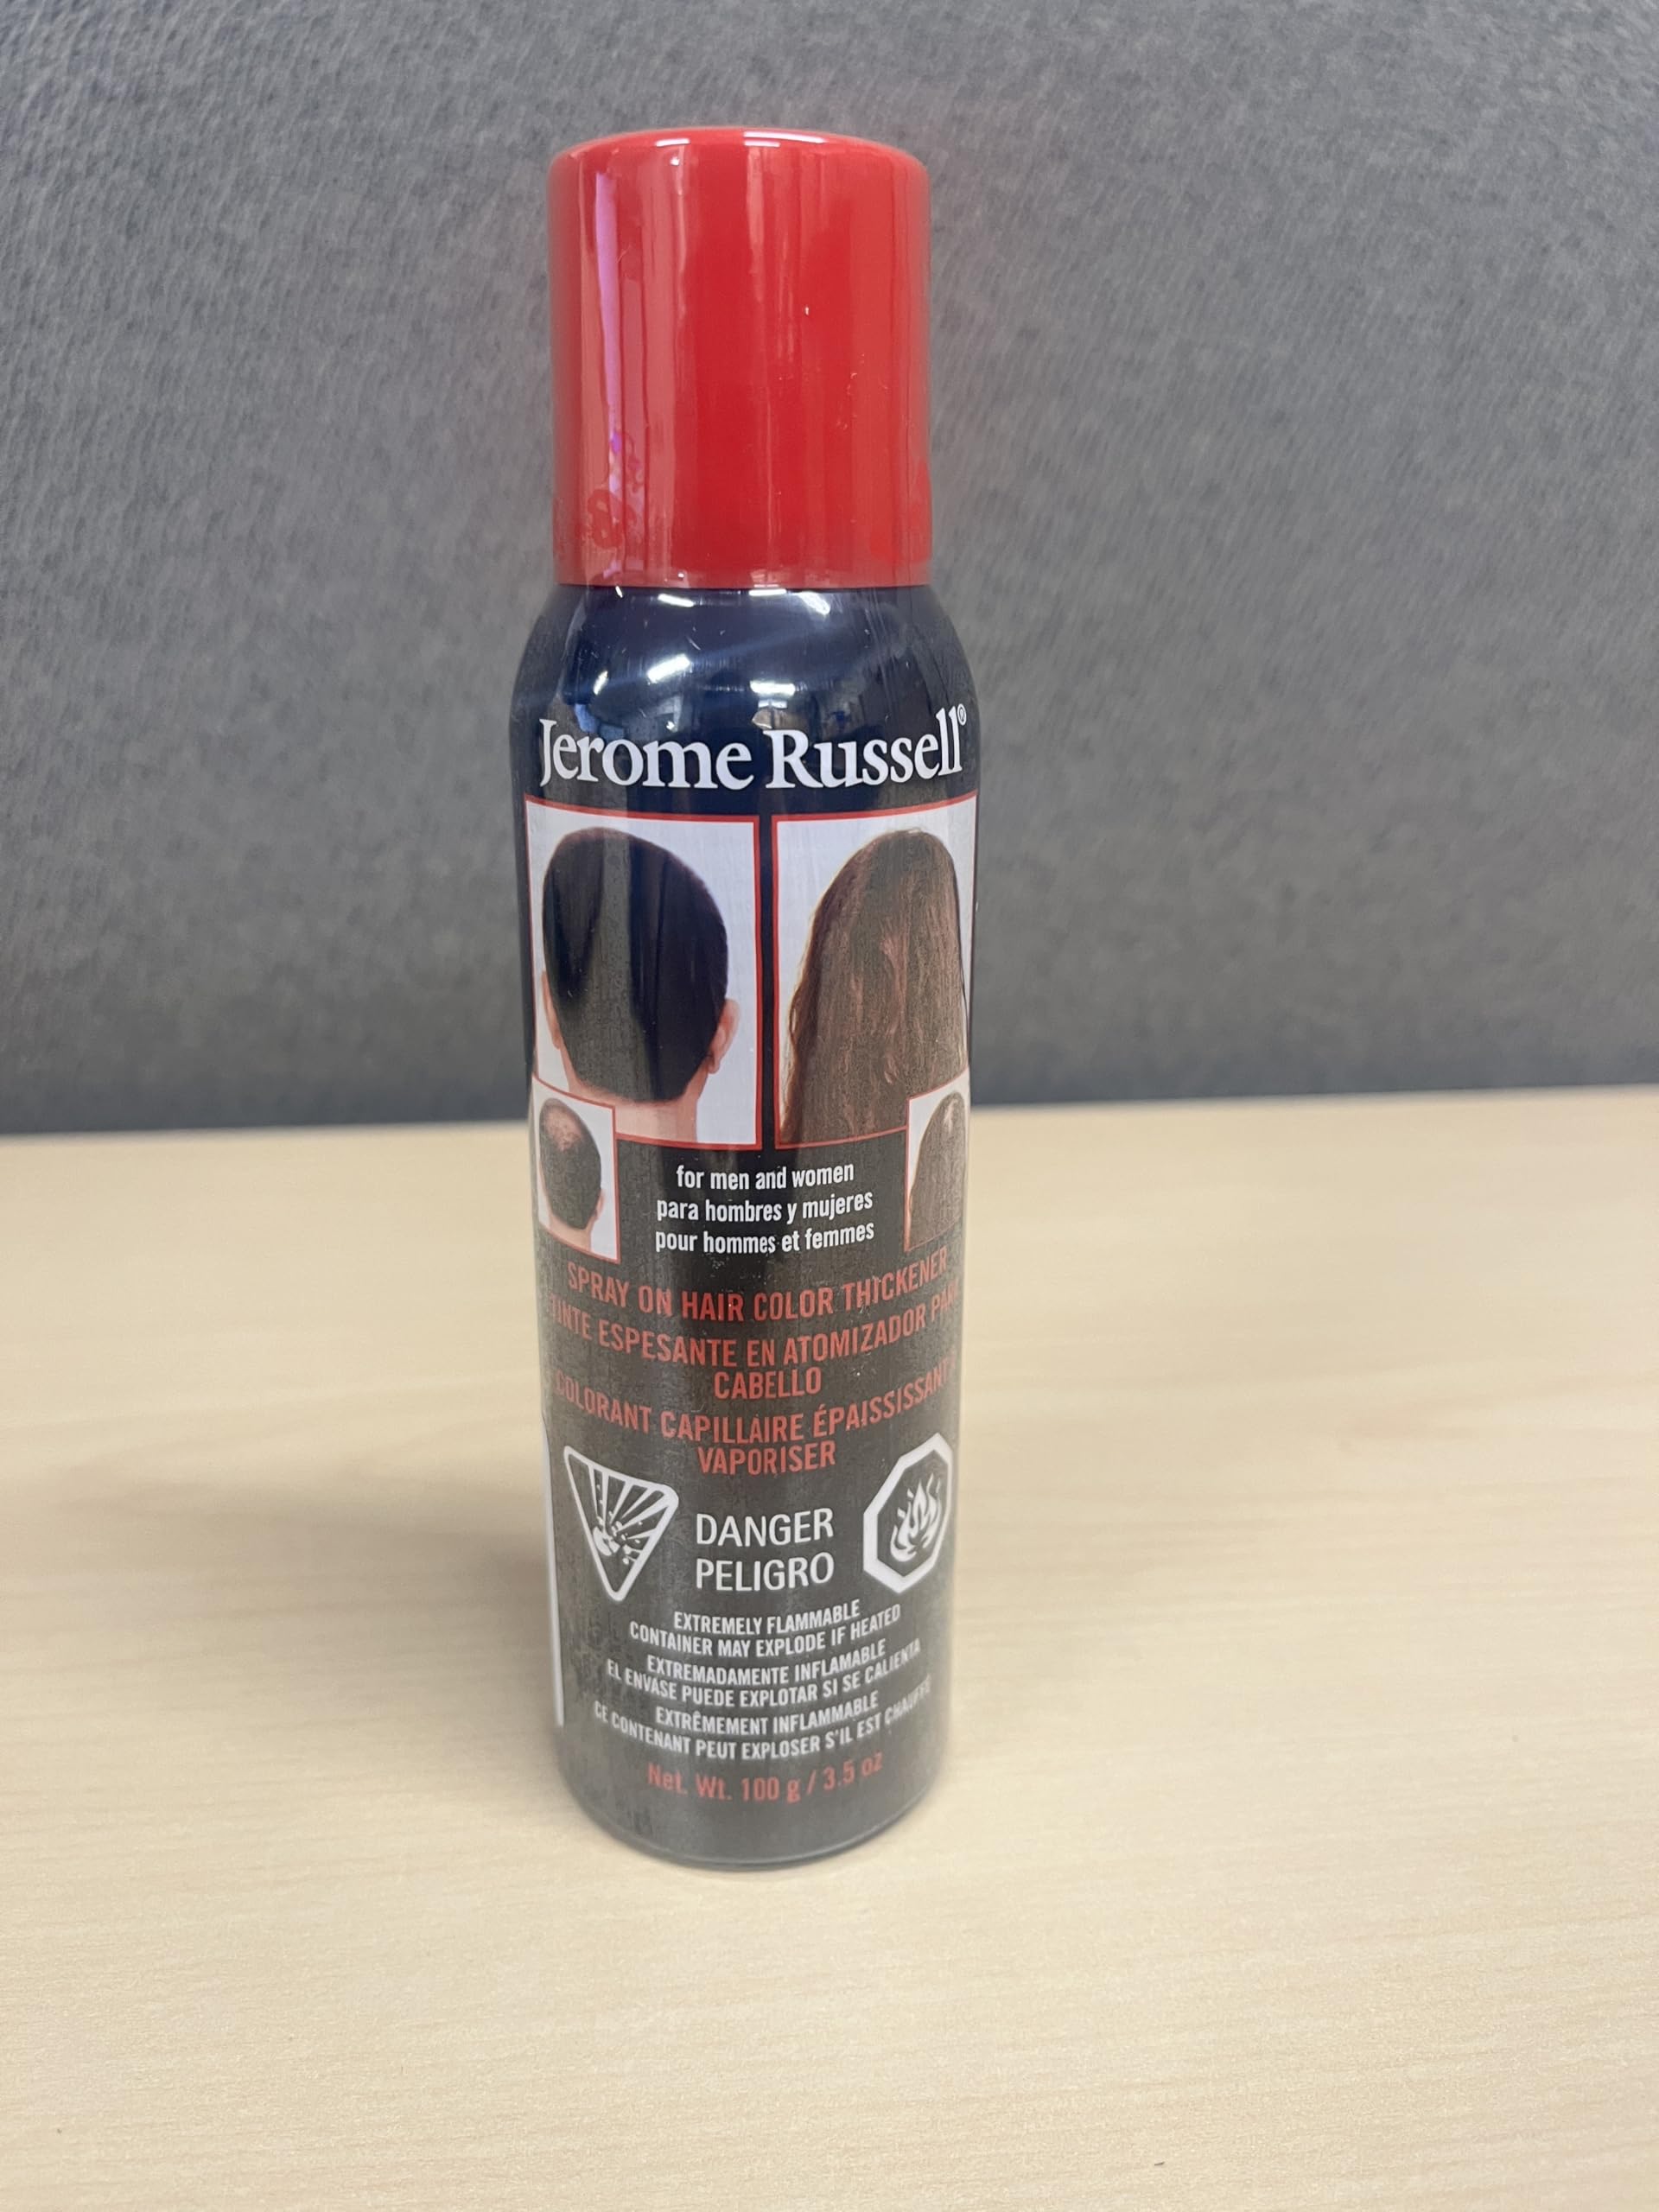 Jerome Russell®
for men and women
para hombres y mujeres
pour hommes et femmes
SPRAY ON HAIR COLOR THICKENER
ESPESANTE EN ATOMIZADOR
CABELLO
COLORANT CAPILLAIRE ÉPAISSISSANT
VAPORISER
DANGER
PELIGRO
EXTREMELY FLAMMABLE
CONTAINER MAY EXPLODE IF HEATED
EXTREMADAMENTE INFLAMABLE
EL ENVASE PUEDE EXPLOTAR SI SE CALIENTA
EXTRÊMEMENT INFLAMMABLE
CE CONTENANT PEUT EXPLOSER S'IL EST CHAUFFÉ
Net. Wt. 100 g / 3.5 oz